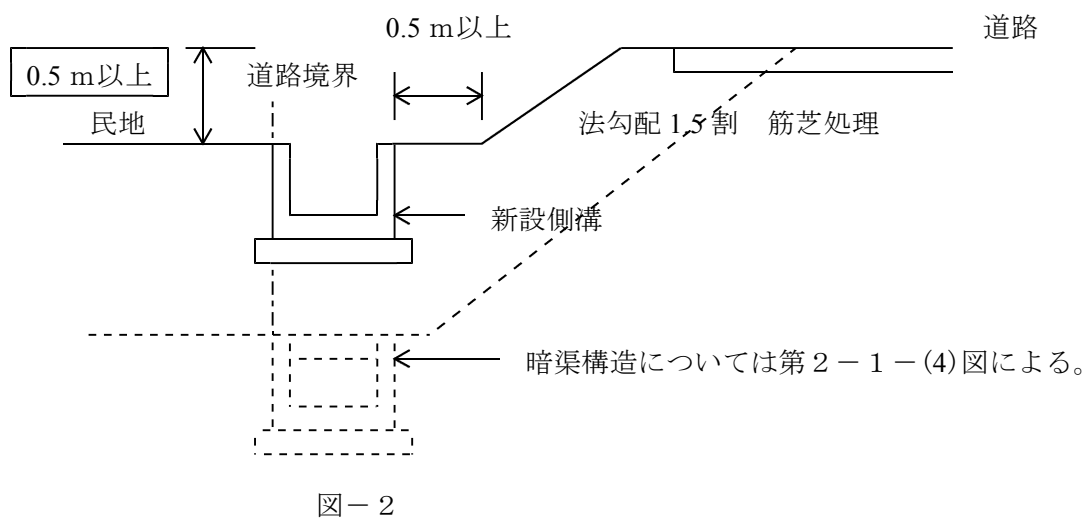 0.5 m以上
道路
0.5 m以上
道路境界
民地
法勾配 1.5 割　筋芝処理
新設側溝
暗渠構造については第２－１－(4)図による。
図－２